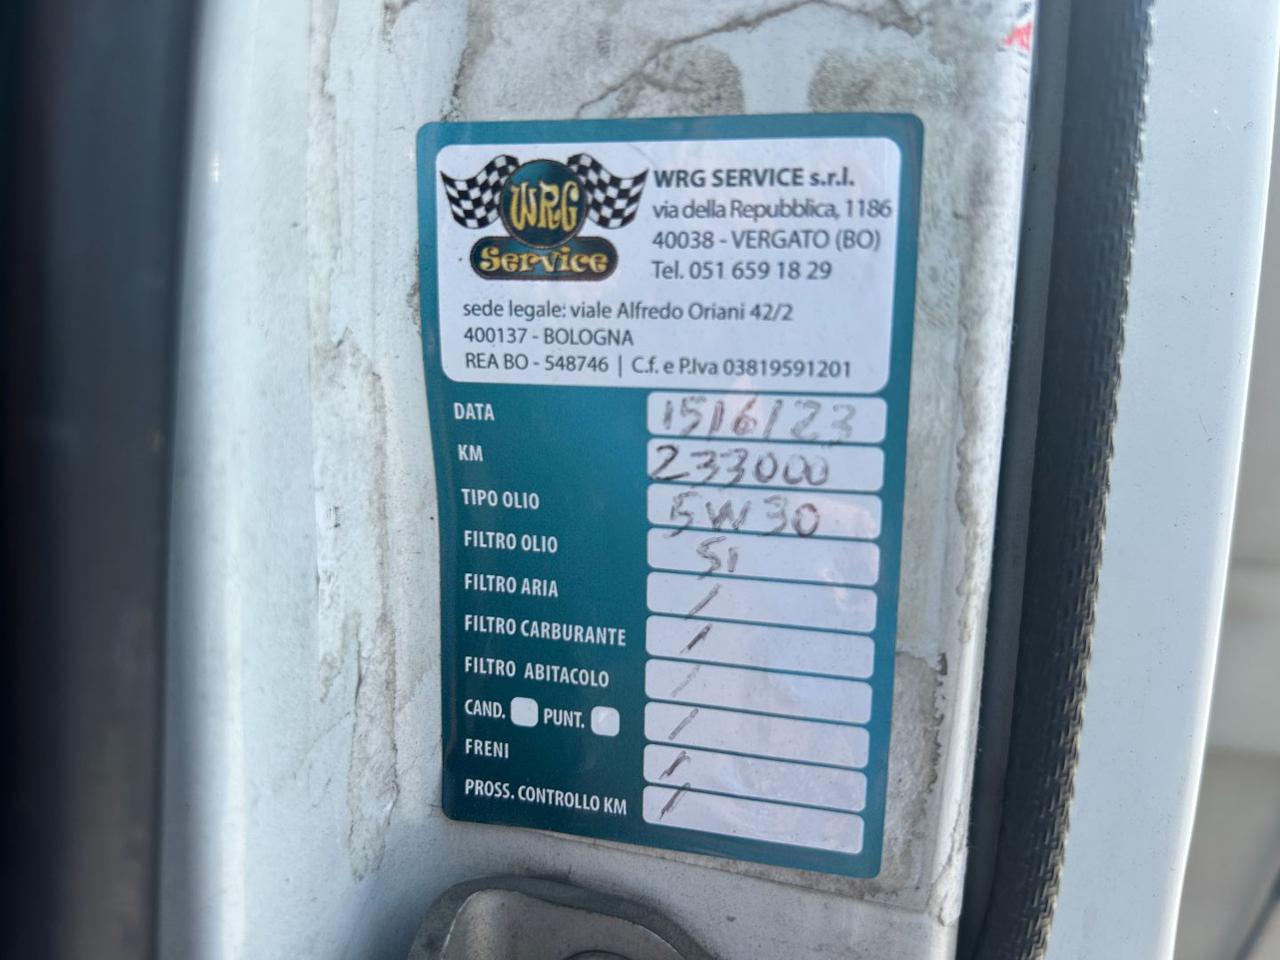 WRG
Service
WRG SERVICE s.r.l.
via della Repubblica, 1186
40038 - VERGATO (BO)
Tel. 051 659 18 29
sede legale: viale Alfredo Oriani 42/2
400137 - BOLOGNA
REA BO - 548746 | C.f. e P.Iva 03819591201
DATA 15/6/23
KM 233000
TIPO OLIO 5W30
FILTRO OLIO Si
FILTRO ARIA /
FILTRO CARBURANTE /
FILTRO ABITACOLO /
CAND. PUNT. /
FRENI /
PROSS. CONTROLLO KM /